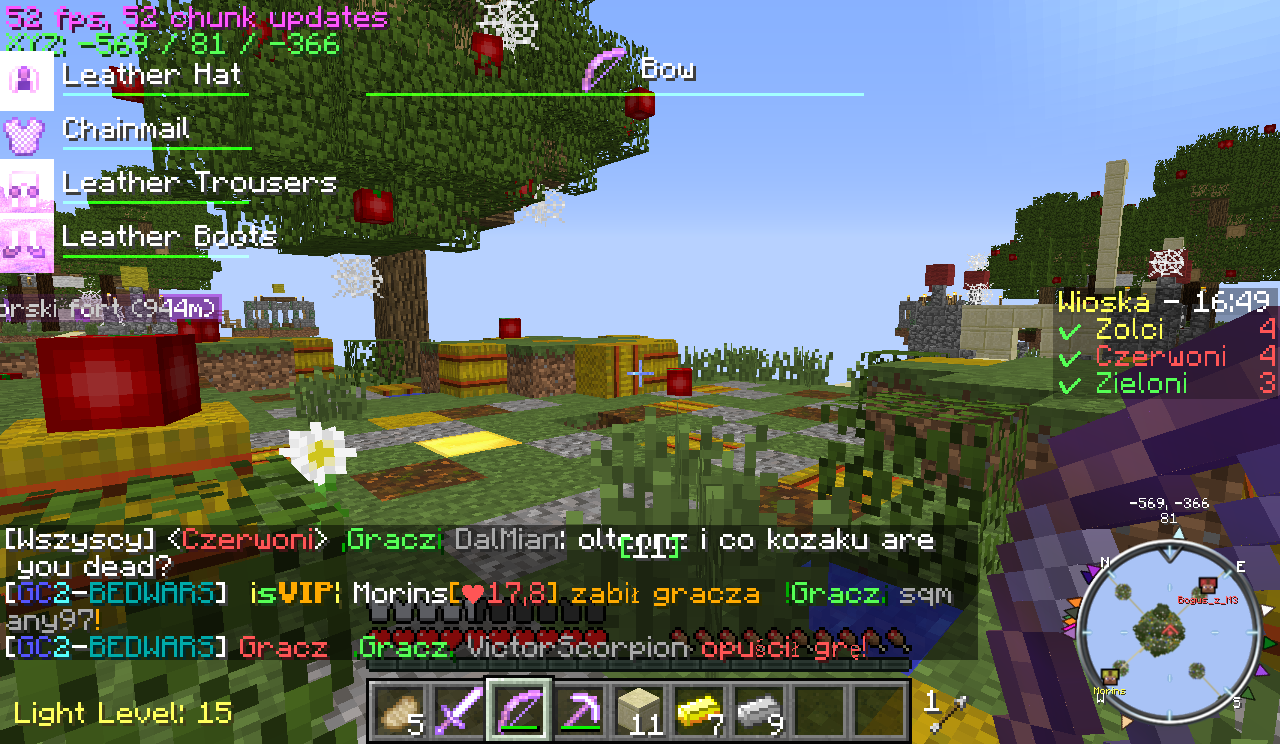 52 fps, 52 chunk updates
XYZ: -569 / 81 / -366
Leather Hat
Bow
Chainmail
Leather Trousers
Leather Boots
orski fort (944m)
Wioska - 16:49
✓ Zolci 4
✓ Czerwoni 4
✓ Zieloni 3
-569, -366
81
N
E
Bogus_z_M3
Morins
W
S
[Wszyscy] <Czerwoni> ¦Gracz¦ DalMian: i co kozaku are
you dead?
[11]
[GC2-BEDWARS] isVIP¦ Morins[♥17,8] zabił gracza !Gracz¦ sqm
any97!
[GC2-BEDWARS] Gracz ¦Gracz¦ VictorScorpion opuścił grę!
5
11
7
9
1
Light Level: 15